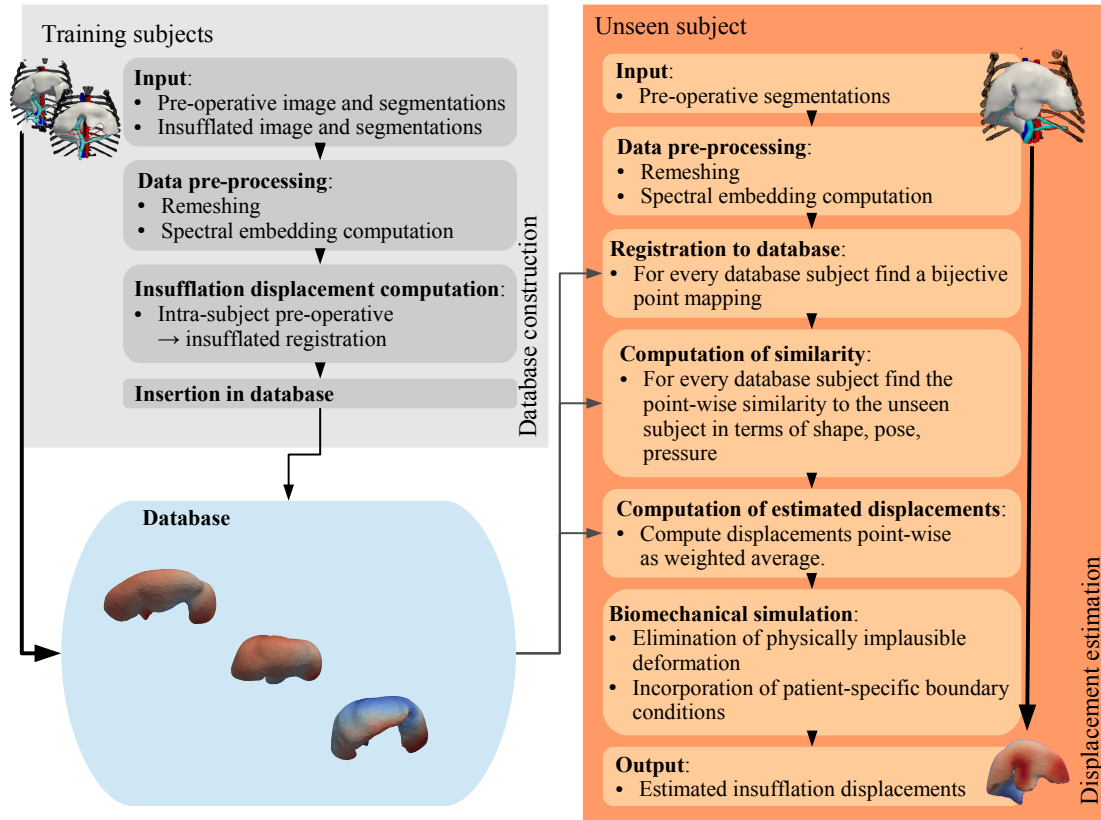 Training subjects
Input:
• Pre-operative image and segmentations
• Insufflated image and segmentations
Data pre-processing:
• Remeshing
• Spectral embedding computation
Insufflation displacement computation:
• Intra-subject pre-operative
→ insufflated registration
Insertion in database
Database construction
Database
Unseen subject
Input:
• Pre-operative segmentations
Data pre-processing:
• Remeshing
• Spectral embedding computation
Registration to database:
• For every database subject find a bijective
point mapping
Computation of similarity:
• For every database subject find the
point-wise similarity to the unseen
subject in terms of shape, pose,
pressure
Computation of estimated displacements:
• Compute displacements point-wise
as weighted average.
Biomechanical simulation:
• Elimination of physically implausible
deformation
• Incorporation of patient-specific boundary
conditions
Output:
• Estimated insufflation displacements
Displacement estimation